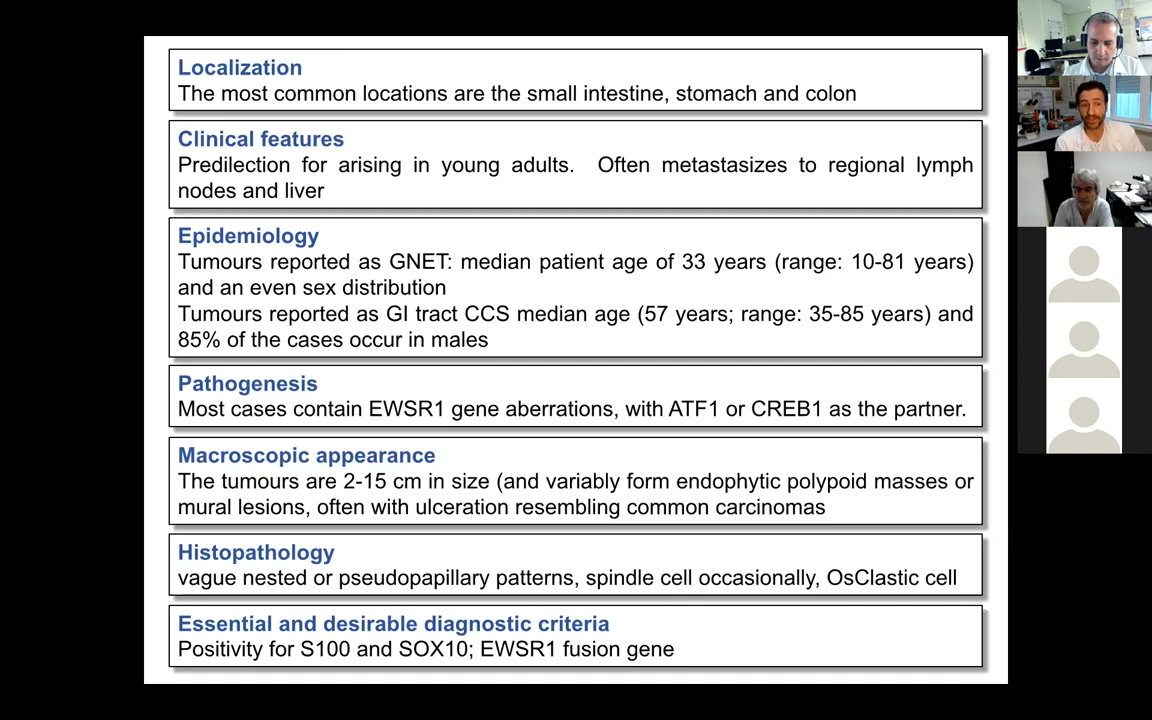 Localization
The most common locations are the small intestine, stomach and colon
Clinical features
Predilection for arising in young adults. Often metastasizes to regional lymph
nodes and liver
Epidemiology
Tumours reported as GNET: median patient age of 33 years (range: 10-81 years)
and an even sex distribution
Tumours reported as GI tract CCS median age (57 years; range: 35-85 years) and
85% of the cases occur in males
Pathogenesis
Most cases contain EWSR1 gene aberrations, with ATF1 or CREB1 as the partner.
Macroscopic appearance
The tumours are 2-15 cm in size (and variably form endophytic polypoid masses or
mural lesions, often with ulceration resembling common carcinomas
Histopathology
vague nested or pseudopapillary patterns, spindle cell occasionally, OsClastic cell
Essential and desirable diagnostic criteria
Positivity for S100 and SOX10; EWSR1 fusion gene